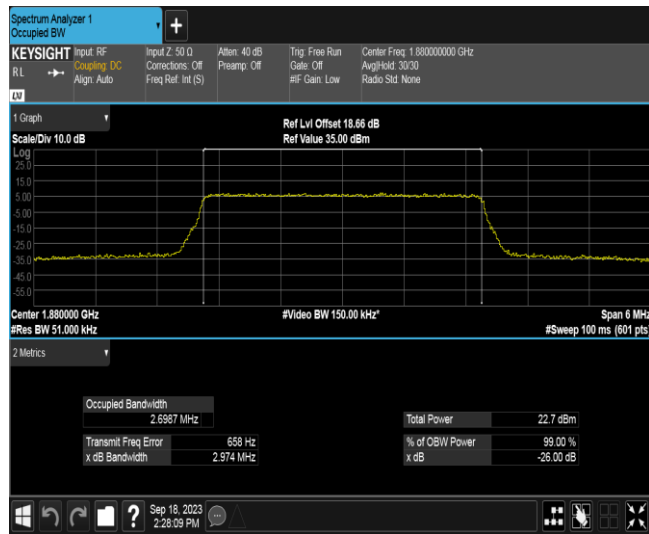 Spectrum Analyzer 1
Occupied BW
+
KEYSIGHT
RL
LXI
Input: RF
Coupling: DC
Align: Auto
Input Z: 50 Ω
Corrections: Off
Freq Ref: Int (S)
Atten: 40 dB
Preamp: Off
Trig: Free Run
Gate: Off
#IF Gain: Low
Center Freq: 1.880000000 GHz
Avg|Hold: 30/30
Radio Std: None
1 Graph
Scale/Div 10.0 dB
Ref Lvl Offset 18.66 dB
Ref Value 35.00 dBm
Log
25.0
15.0
5.00
-5.00
-15.0
-25.0
-35.0
-45.0
-55.0
Center 1.880000 GHz
#Res BW 51.000 kHz
#Video BW 150.00 kHz*
Span 6 MHz
#Sweep 100 ms (601 pts)
2 Metrics
Occupied Bandwidth
2.6987 MHz
Transmit Freq Error 658 Hz
x dB Bandwidth 2.974 MHz
Total Power 22.7 dBm
% of OBW Power 99.00 %
x dB -26.00 dB
?
Sep 18, 2023
2:28:09 PM